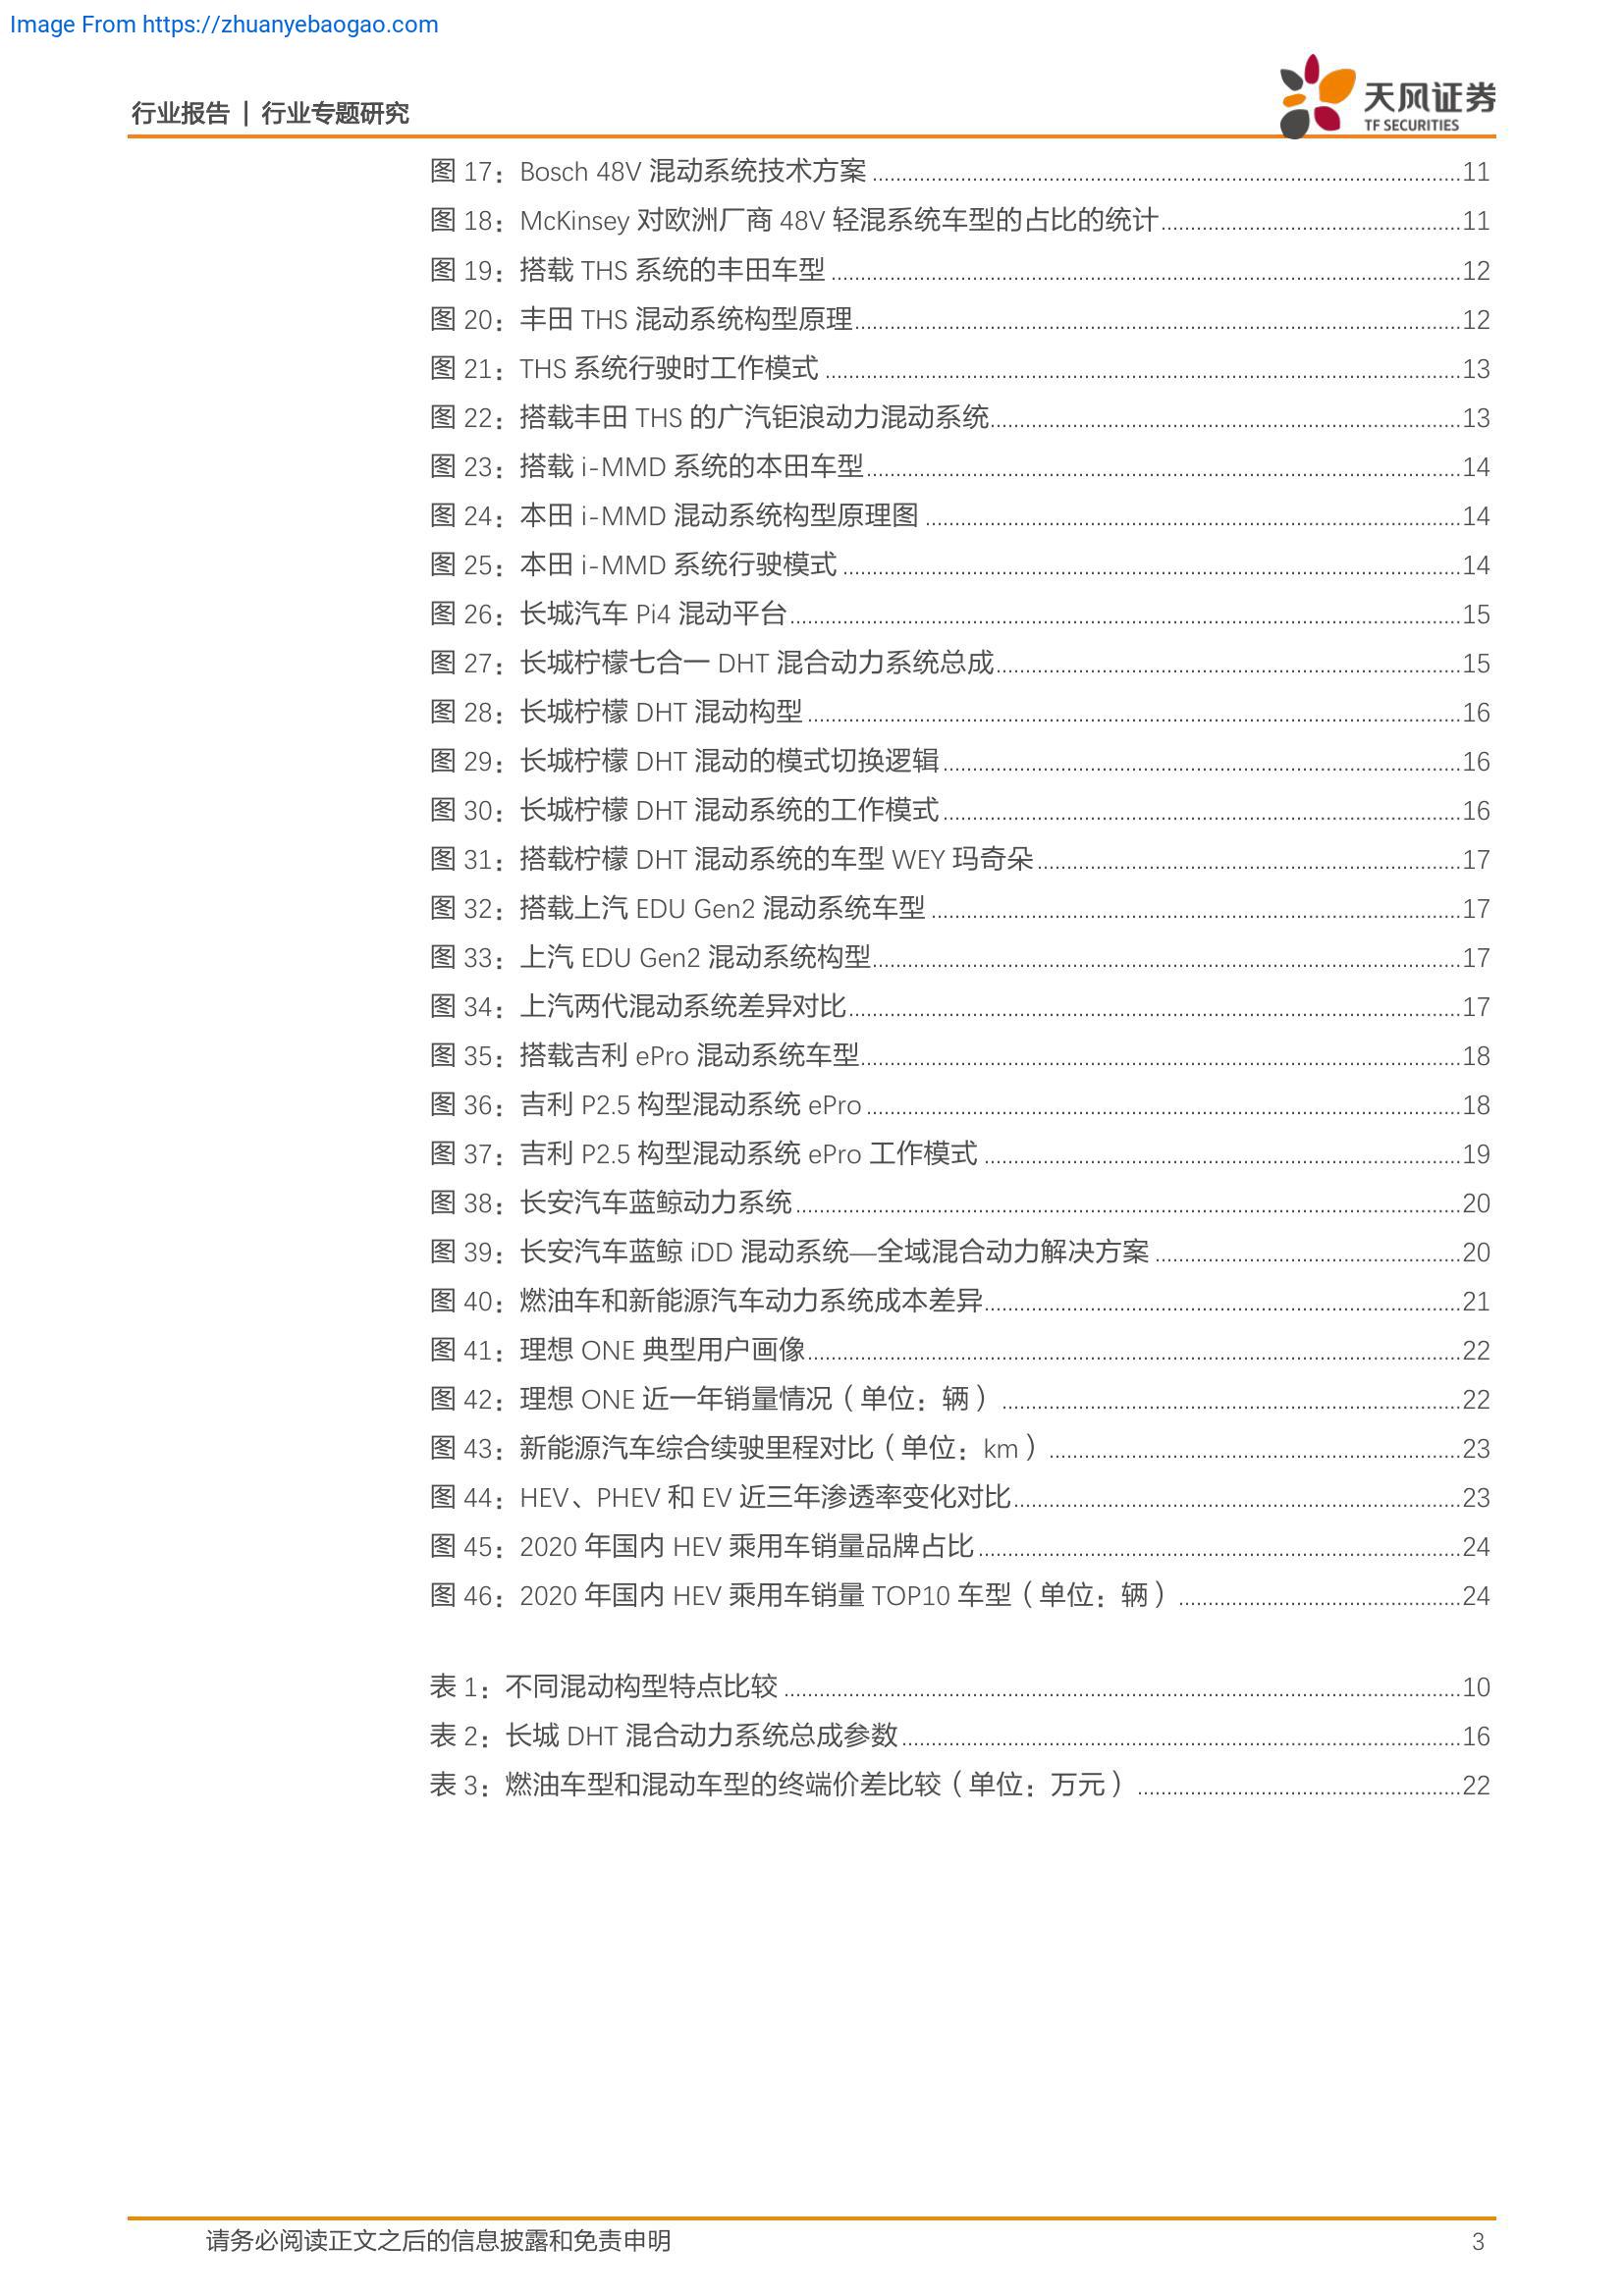 Image From https://zhuanyebaogao.com
行业报告 | 行业专题研究
天风证券
TF SECURITIES
图 17：Bosch 48V 混动系统技术方案 ........ 11
图 18：McKinsey 对欧洲厂商 48V 轻混系统车型的占比的统计 ........ 11
图 19：搭载 THS 系统的丰田车型 ........ 12
图 20：丰田 THS 混动系统构型原理 ........ 12
图 21：THS 系统行驶时工作模式 ........ 13
图 22：搭载丰田 THS 的广汽钜浪动力混动系统 ........ 13
图 23：搭载 i-MMD 系统的本田车型 ........ 14
图 24：本田 i-MMD 混动系统构型原理图 ........ 14
图 25：本田 i-MMD 系统行驶模式 ........ 14
图 26：长城汽车 Pi4 混动平台 ........ 15
图 27：长城柠檬七合一 DHT 混合动力系统总成 ........ 15
图 28：长城柠檬 DHT 混动构型 ........ 16
图 29：长城柠檬 DHT 混动的模式切换逻辑 ........ 16
图 30：长城柠檬 DHT 混动系统的工作模式 ........ 16
图 31：搭载柠檬 DHT 混动系统的车型 WEY 玛奇朵 ........ 17
图 32：搭载上汽 EDU Gen2 混动系统车型 ........ 17
图 33：上汽 EDU Gen2 混动系统构型 ........ 17
图 34：上汽两代混动系统差异对比 ........ 17
图 35：搭载吉利 ePro 混动系统车型 ........ 18
图 36：吉利 P2.5 构型混动系统 ePro ........ 18
图 37：吉利 P2.5 构型混动系统 ePro 工作模式 ........ 19
图 38：长安汽车蓝鲸动力系统 ........ 20
图 39：长安汽车蓝鲸 iDD 混动系统—全域混合动力解决方案 ........ 20
图 40：燃油车和新能源汽车动力系统成本差异 ........ 21
图 41：理想 ONE 典型用户画像 ........ 22
图 42：理想 ONE 近一年销量情况（单位：辆） ........ 22
图 43：新能源汽车综合续驶里程对比（单位：km） ........ 23
图 44：HEV、PHEV 和 EV 近三年渗透率变化对比 ........ 23
图 45：2020 年国内 HEV 乘用车销量品牌占比 ........ 24
图 46：2020 年国内 HEV 乘用车销量 TOP10 车型（单位：辆） ........ 24
表 1：不同混动构型特点比较 ........ 10
表 2：长城 DHT 混合动力系统总成参数 ........ 16
表 3：燃油车型和混动车型的终端价差比较（单位：万元） ........ 22
请务必阅读正文之后的信息披露和免责申明 3